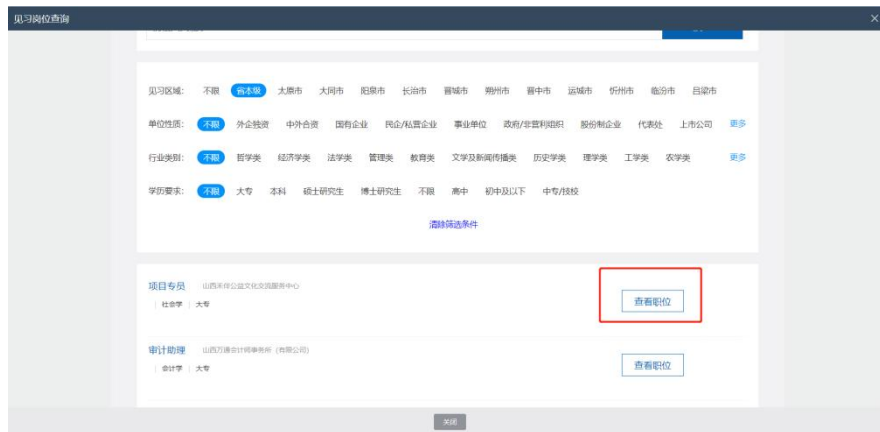 见习岗位查询
见习区域： 不限 省本级 太原市 大同市 阳泉市 长治市 晋城市 朔州市 晋中市 运城市 忻州市 临汾市 吕梁市
单位性质： 不限 外企独资 中外合资 国有企业 民企/私营企业 事业单位 政府/非营利组织 股份制企业 代表处 上市公司 更多
行业类别： 不限 哲学类 经济学类 法学类 管理类 教育类 文学及新闻传播类 历史学类 理学类 工学类 农学类 更多
学历要求： 不限 大专 本科 硕士研究生 博士研究生 不限 高中 初中及以下 中专/技校
清除筛选条件
项目专员
社会学 大专
查看职位
审计助理
会计学 大专
查看职位
关闭